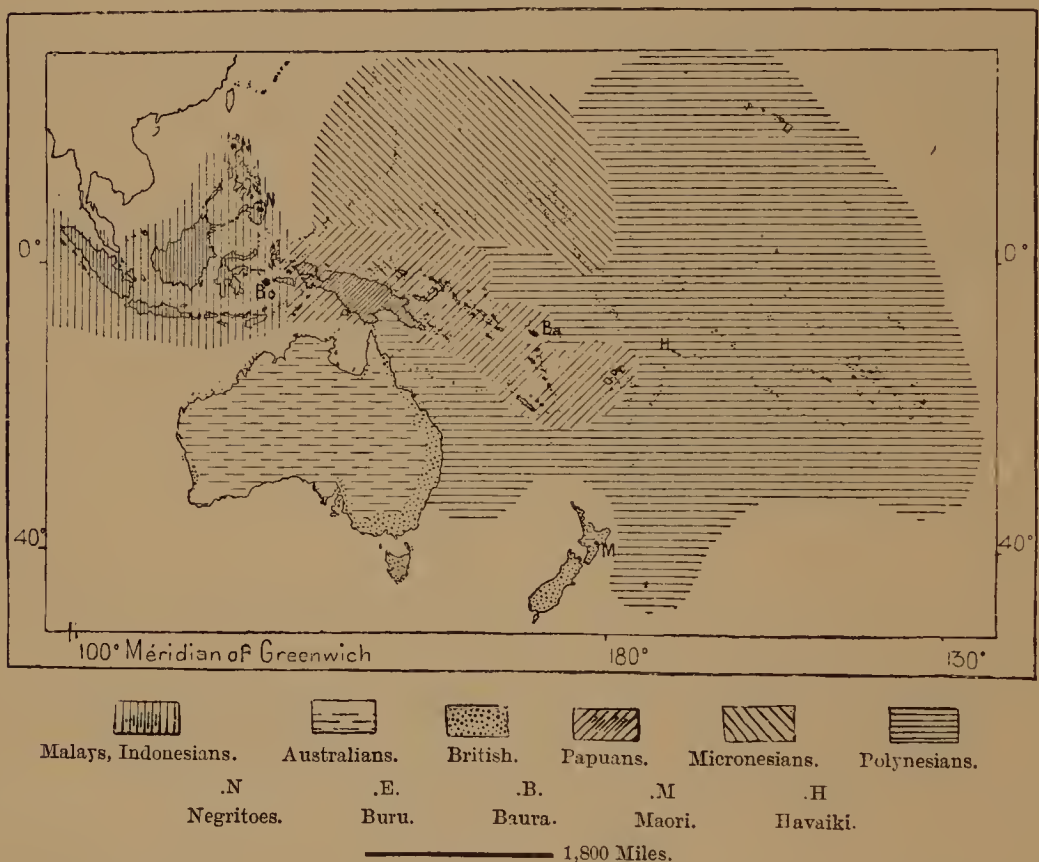 0° 0°
N
Bo
Ba
H
40° 40°
M
100° Méridian of Greenwich 180° 130°
Malays, Indonesians. Australians. British. Papuans. Micronesians. Polynesians.
.N .E. .B. .M .H
Negritoes. Buru. Baura. Maori. Havaiki.
1,800 Miles.